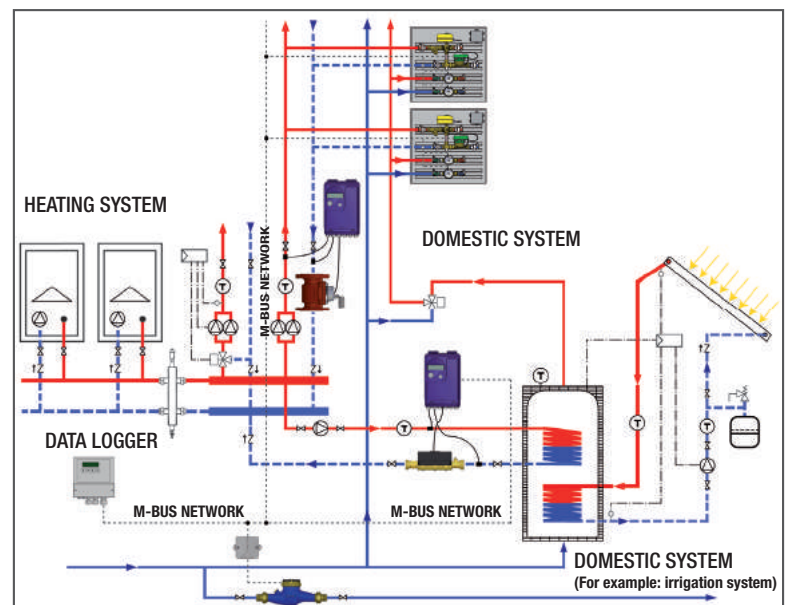 HEATING SYSTEM
M-BUS NETWORK
DOMESTIC SYSTEM
T
T
T
T
T
T
DATA LOGGER
M-BUS NETWORK
M-BUS NETWORK
DOMESTIC SYSTEM
(For example: irrigation system)